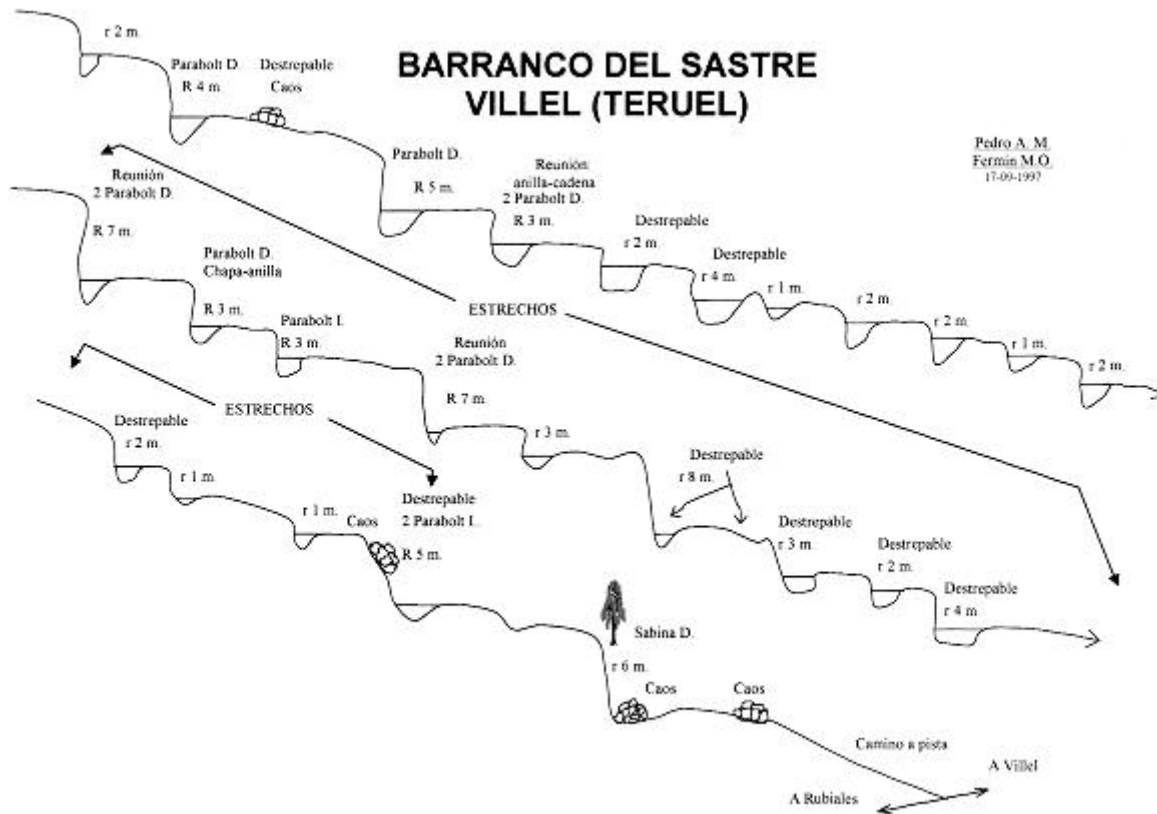 BARRANCO DEL SASTRE
VILLEL (TERUEL)
Pedro A. M.
Fermin M.O.
17-09-1997
r 2 m.
Parabolt D.
R 4 m.
Destrepable
Caos
Parabolt D.
R 5 m.
Reunión
anilla-cadena
2 Parabolt D.
R 3 m.
Destrepable
r 2 m.
Destrepable
r 4 m.
r 1 m.
r 2 m.
r 2 m.
r 1 m.
r 2 m.
ESTRECHOS
Reunión
2 Parabolt D.
R 7 m.
Parabolt D.
Chapa-anilla
R 3 m.
Parabolt I.
R 3 m.
Reunión
2 Parabolt D.
R 7 m.
r 3 m.
Destrepable
r 8 m.
Destrepable
r 3 m.
Destrepable
r 2 m.
Destrepable
r 4 m
ESTRECHOS
Destrepable
r 2 m.
r 1 m.
r 1 m.
Caos
Destrepable
2 Parabolt I.
R 5 m.
Sabina D.
r 6 m.
Caos
Caos
Camino a pista
A Villel
A Rubiales